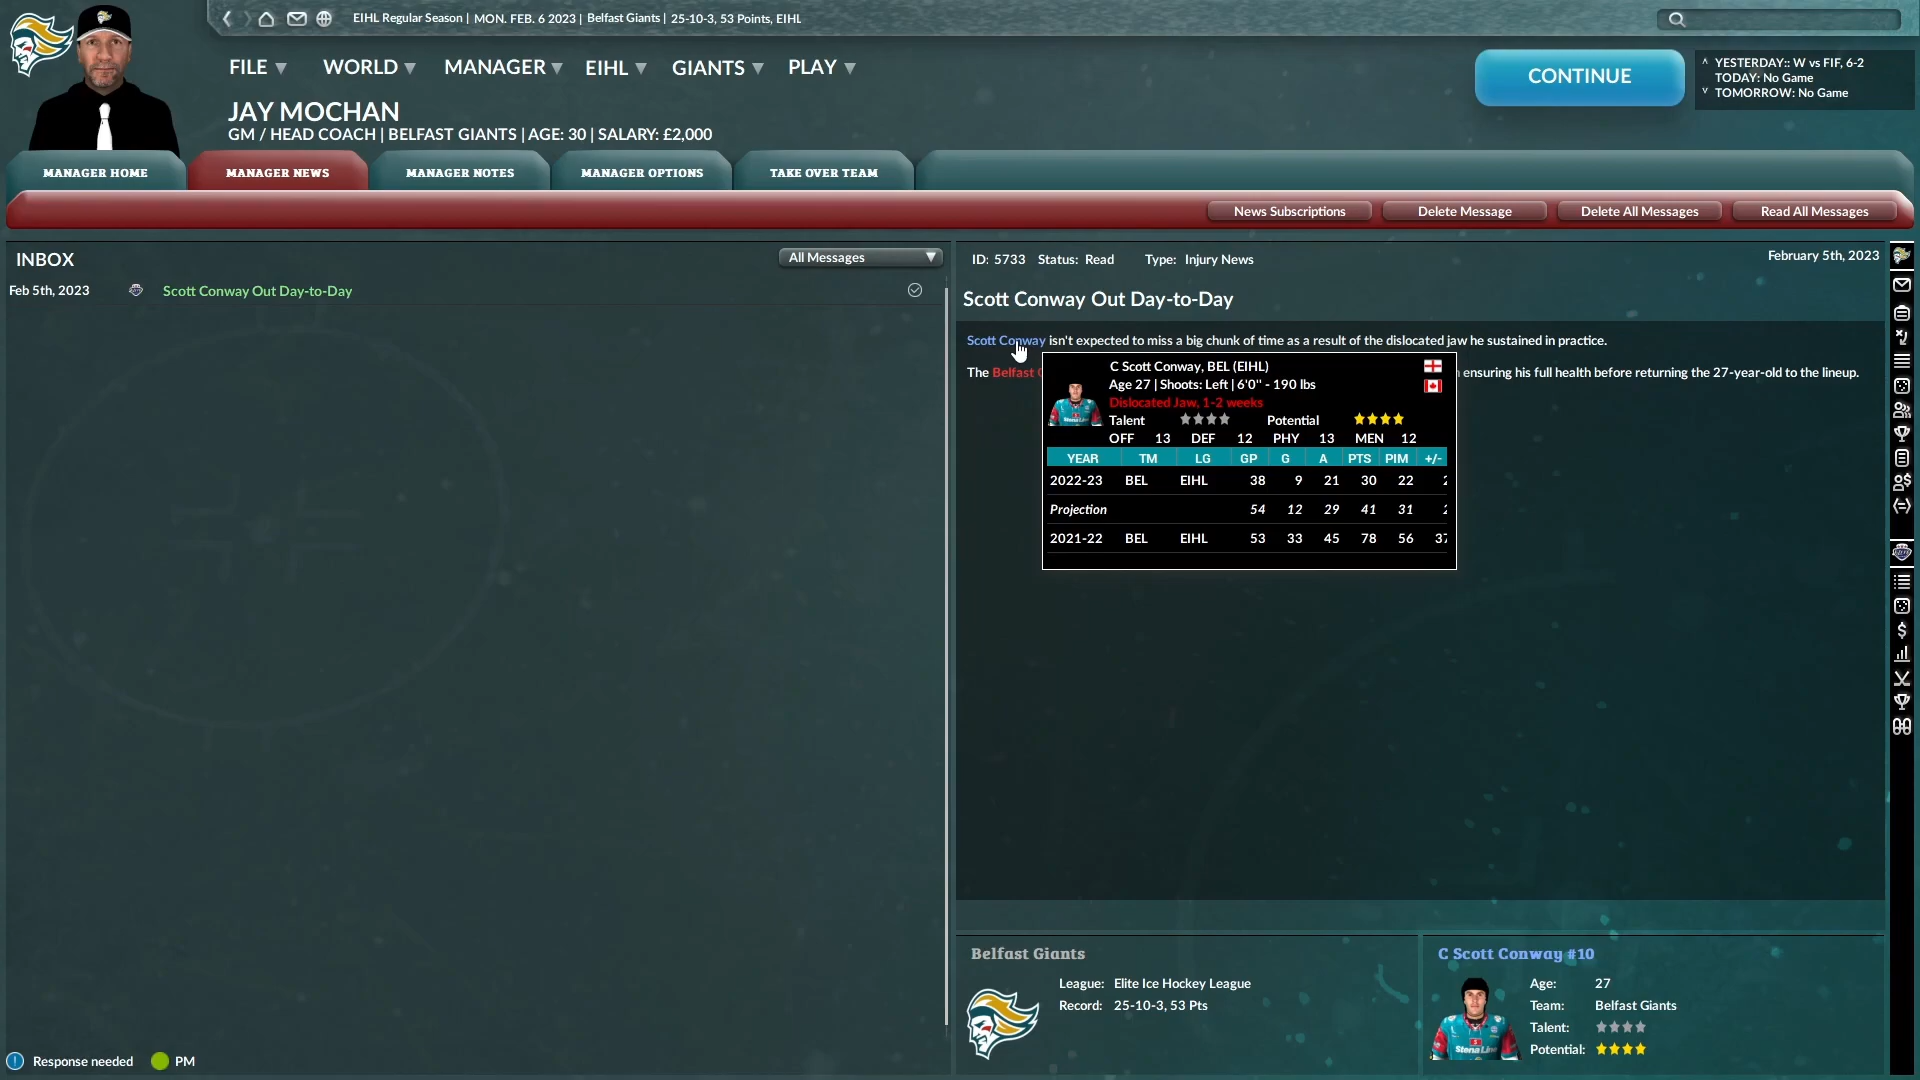 EIHL Regular Season | MON. FEB. 6 2023 | Belfast Giants | 25-10-3, 53 Points, EIHL
FILE WORLD MANAGER EIHL GIANTS PLAY
CONTINUE
YESTERDAY:: W vs FIF, 6-2
TODAY: No Game
TOMORROW: No Game
JAY MOCHAN
GM / HEAD COACH | BELFAST GIANTS | AGE: 30 | SALARY: £2,000
MANAGER HOME MANAGER NEWS MANAGER NOTES MANAGER OPTIONS TAKE OVER TEAM
News Subscriptions Delete Message Delete All Messages Read All Messages
INBOX
All Messages
Feb 5th, 2023 Scott Conway Out Day-to-Day
ID: 5733 Status: Read Type: Injury News
February 5th, 2023
Scott Conway Out Day-to-Day
Scott Conway isn't expected to miss a big chunk of time as a result of the dislocated jaw he sustained in practice.
The Belfast ensuring his full health before returning the 27-year-old to the lineup.
C Scott Conway, BEL (EIHL)
Age 27 | Shoots: Left | 6'0" - 190 lbs
Dislocated Jaw, 1-2 weeks
Talent Potential
OFF 13 DEF 12 PHY 13 MEN 12
YEAR TM LG GP G A PTS PIM +/-
2022-23 BEL EIHL 38 9 21 30 22
Projection 54 12 29 41 31
2021-22 BEL EIHL 53 33 45 78 56 37
Belfast Giants
League: Elite Ice Hockey League
Record: 25-10-3, 53 Pts
C Scott Conway #10
Age: 27
Team: Belfast Giants
Talent:
Potential:
Stena Line
Response needed PM